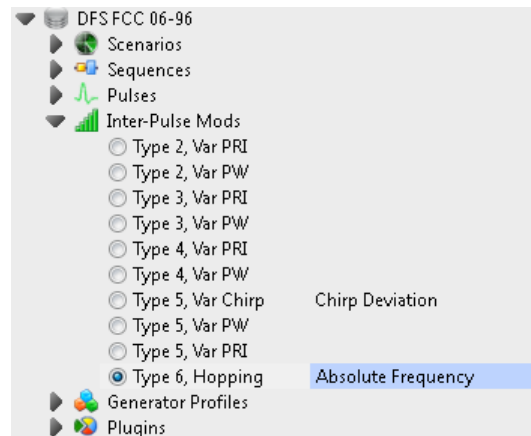 DFS FCC 06-96
Scenarios
Sequences
Pulses
Inter-Pulse Mods
Type 2, Var PRI
Type 2, Var PW
Type 3, Var PRI
Type 3, Var PW
Type 4, Var PRI
Type 4, Var PW
Type 5, Var Chirp Chirp Deviation
Type 5, Var PW
Type 5, Var PRI
Type 6, Hopping Absolute Frequency
Generator Profiles
Plugins